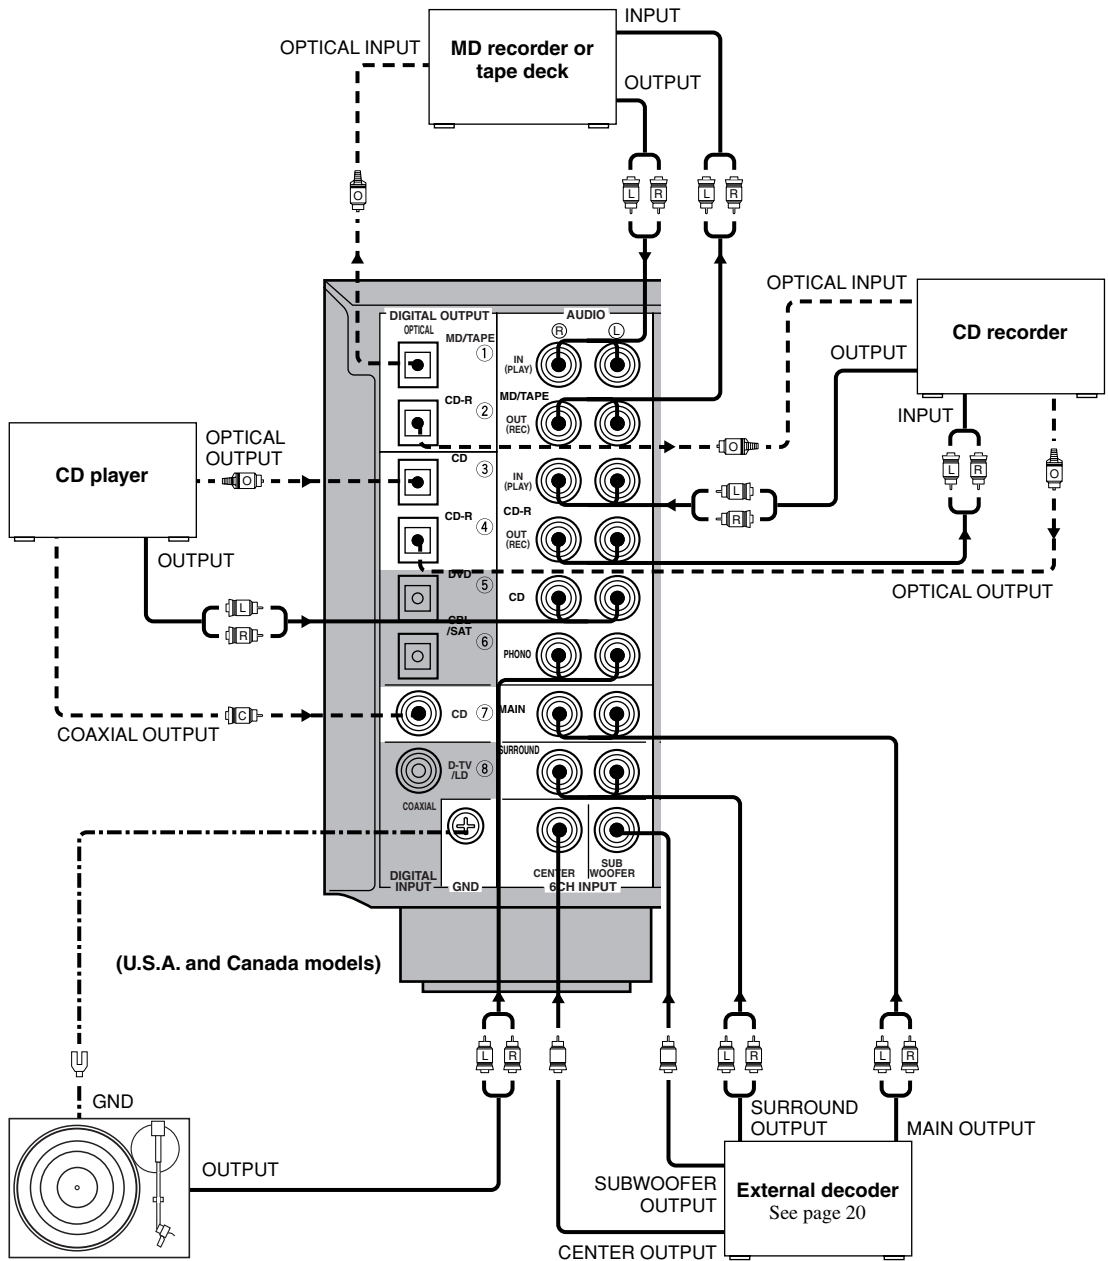 INPUT
OPTICAL INPUT
MD recorder or
tape deck
OUTPUT
O
L
R
L
R
OPTICAL INPUT
CD recorder
OUTPUT
INPUT
O
L
R
O
L
R
OPTICAL OUTPUT
DIGITAL OUTPUT
OPTICAL
MD/TAPE
①
CD-R
②
CD
③
CD-R
④
DVD
⑤
CBL
/SAT
⑥
CD
⑦
D-TV
/LD
⑧
COAXIAL
DIGITAL
INPUT
GND
AUDIO
Ⓡ
Ⓛ
IN
(PLAY)
MD/TAPE
OUT
(REC)
IN
(PLAY)
CD-R
OUT
(REC)
CD
PHONO
MAIN
SURROUND
CENTER
SUB
WOOFER
6CH INPUT
CD player
OPTICAL
OUTPUT
O
OUTPUT
L
R
C
COAXIAL OUTPUT
(U.S.A. and Canada models)
GND
OUTPUT
L
R
L
R
L
R
SURROUND
OUTPUT
MAIN OUTPUT
SUBWOOFER
OUTPUT
External decoder
See page 20
CENTER OUTPUT